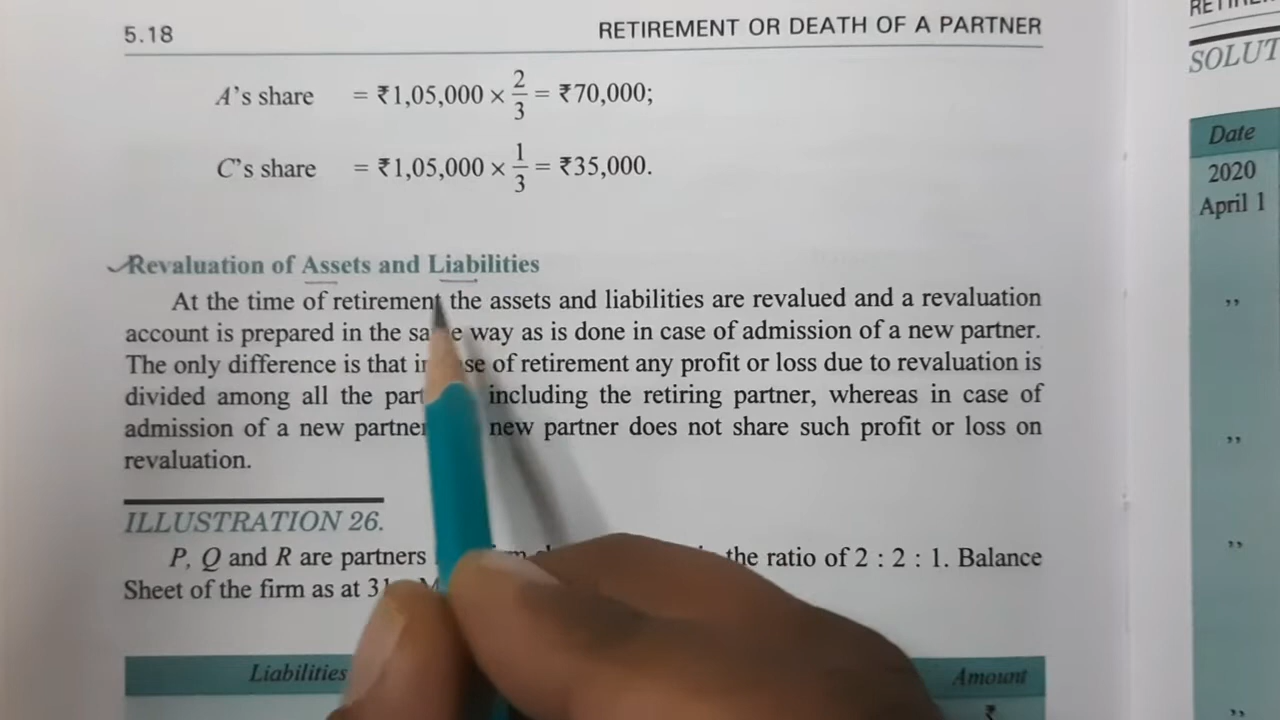 5.18 RETIREMENT OR DEATH OF A PARTNER
A's share = ₹1,05,000 × 2/3 = ₹70,000;
C's share = ₹1,05,000 × 1/3 = ₹35,000.
Revaluation of Assets and Liabilities
At the time of retirement the assets and liabilities are revalued and a revaluation
account is prepared in the way as is done in case of admission of a new partner.
The only difference is that of retirement any profit or loss due to revaluation is
divided among all the including the retiring partner, whereas in case of
admission of a new partner new partner does not share such profit or loss on
revaluation.
ILLUSTRATION 26.
P, Q and R are partners the ratio of 2 : 2 : 1. Balance
Sheet of the firm as at
Liabilities Amount
₹
Date
2020
April 1
,,
,,
,,
,,